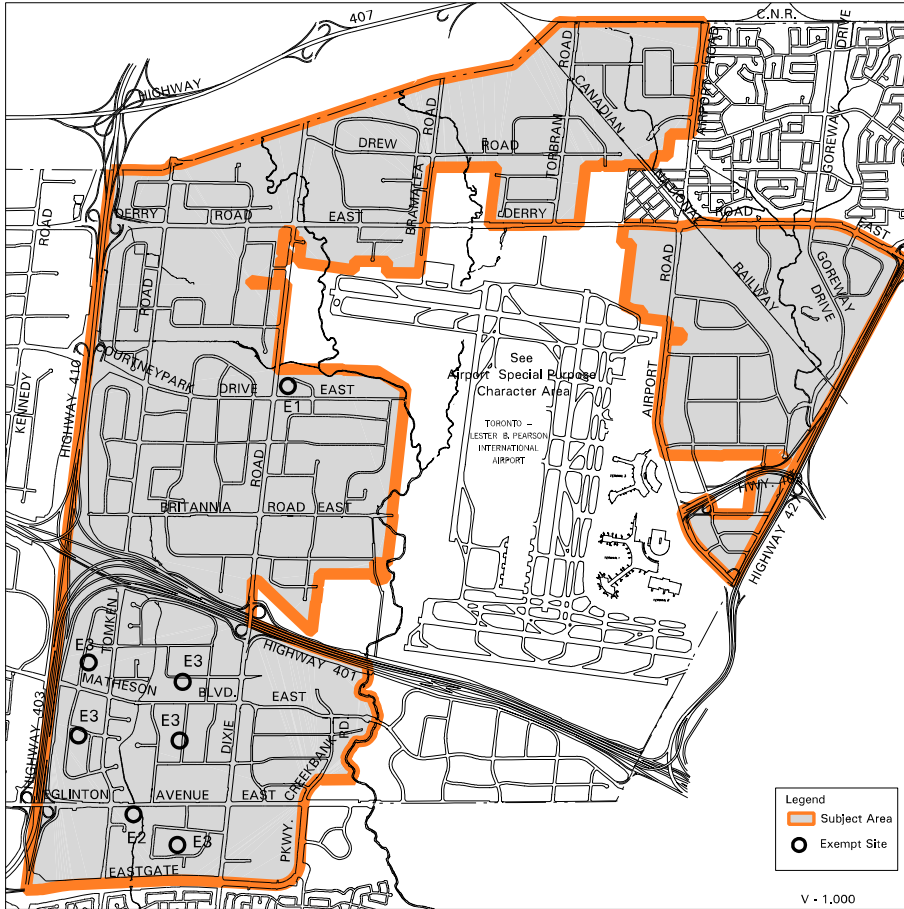 407
C.N.R.
DRIVE
HIGHWAY
ROAD
ROAD
CANADIAN
AIRPORT
ROAD
DREW
ROAD
TORBRAM
GOREWAY
NATIONAL
ROAD
DERRY
ROAD
EAST
BRAMALEA
DERRY
ROAD
EAST
ROAD
ROAD
RAILWAY
GOREWAY
DRIVE
COURTNEYPARK
DRIVE
EAST
E1
KENNEDY
HIGHWAY 410
See
Airport Special Purpose
Character Area
AIRPORT
TORONTO -
LESTER B. PEARSON
INTERNATIONAL
AIRPORT
ROAD
BRITANNIA
ROAD
EAST
HWY.
HIGHWAY 427
TOMKEN
E3
E3
HIGHWAY 401
MATHESON
BLVD.
EAST
E3
E3
DIXIE
RD.
CREEKBANK
HIGHWAY 403
EGLINTON
AVENUE
EAST
E2
E3
PKWY.
EASTGATE
Legend
Subject Area
Exempt Site
V - 1.000